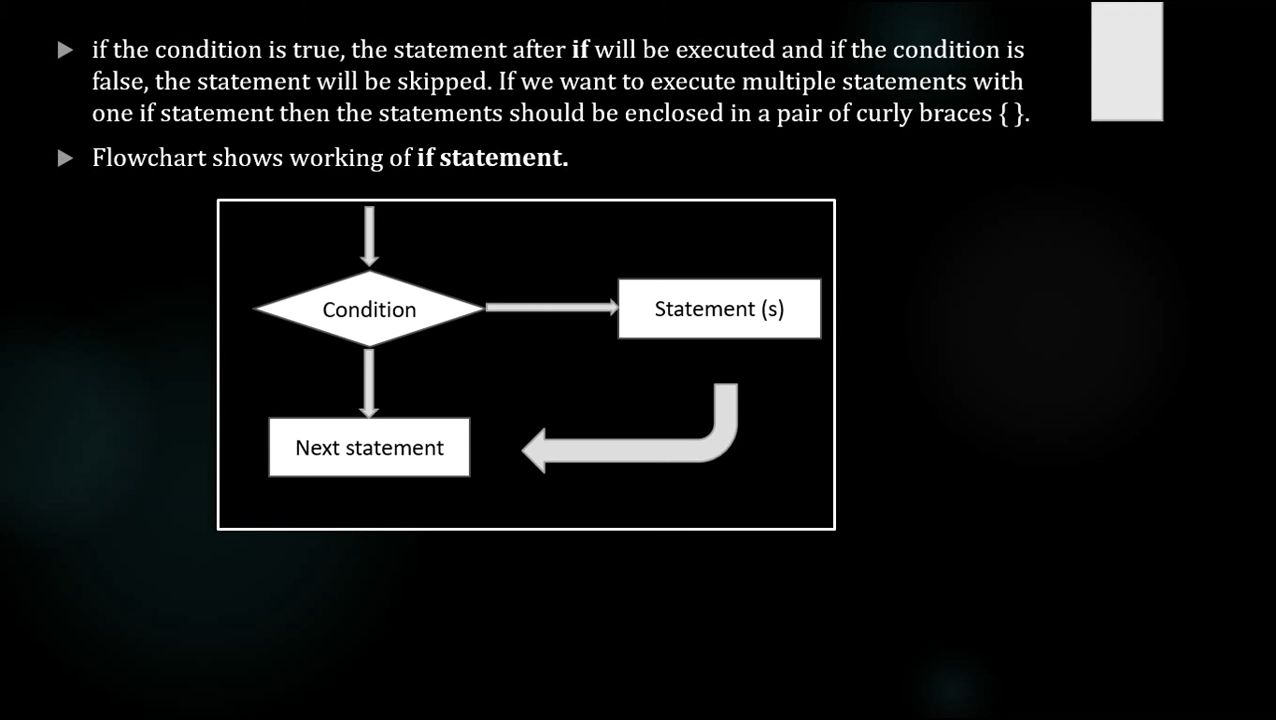 if the condition is true, the statement after if will be executed and if the condition is
false, the statement will be skipped. If we want to execute multiple statements with
one if statement then the statements should be enclosed in a pair of curly braces { }.
Flowchart shows working of if statement.
Condition
Statement (s)
Next statement